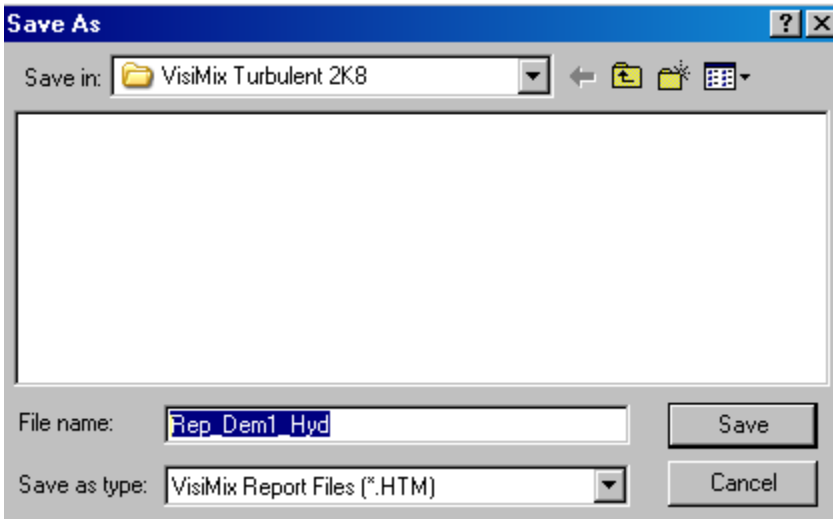 Save As
Save in: VisiMix Turbulent 2K8
File name: Rep_Dem1_Hyd Save
Save as type: VisiMix Report Files (*.HTM) Cancel